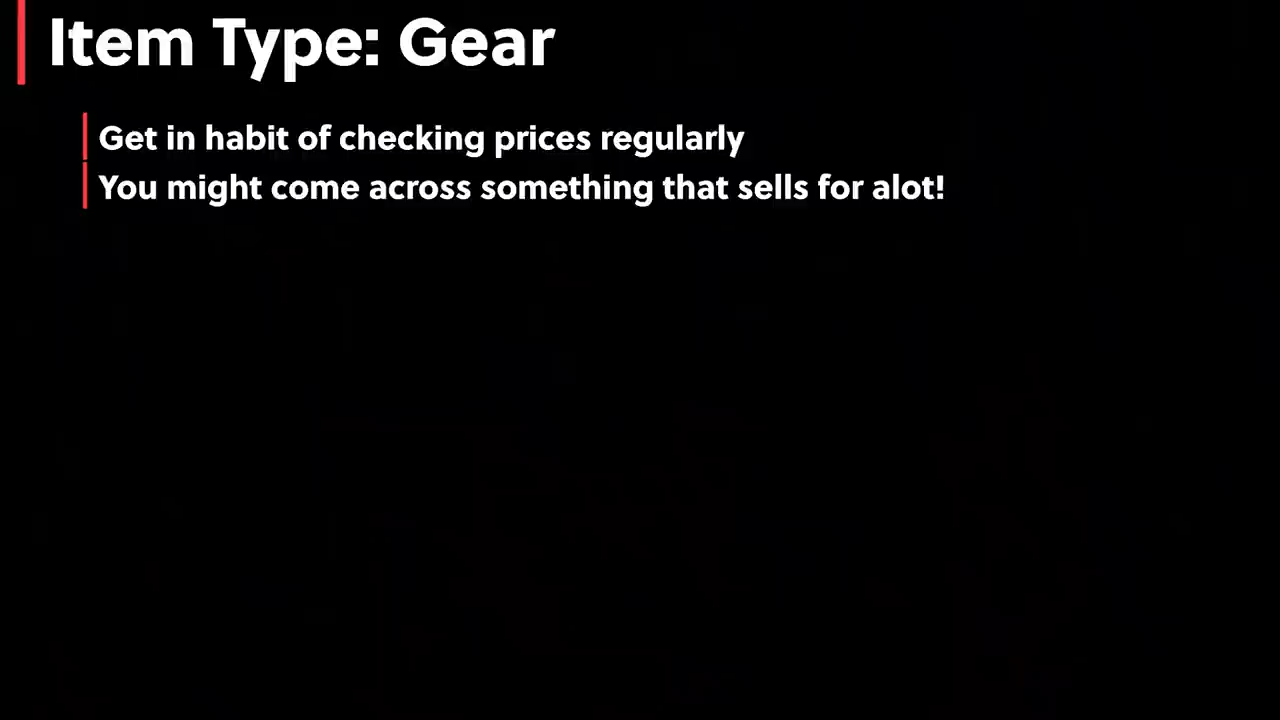 Item Type: Gear
Get in habit of checking prices regularly
You might come across something that sells for alot!